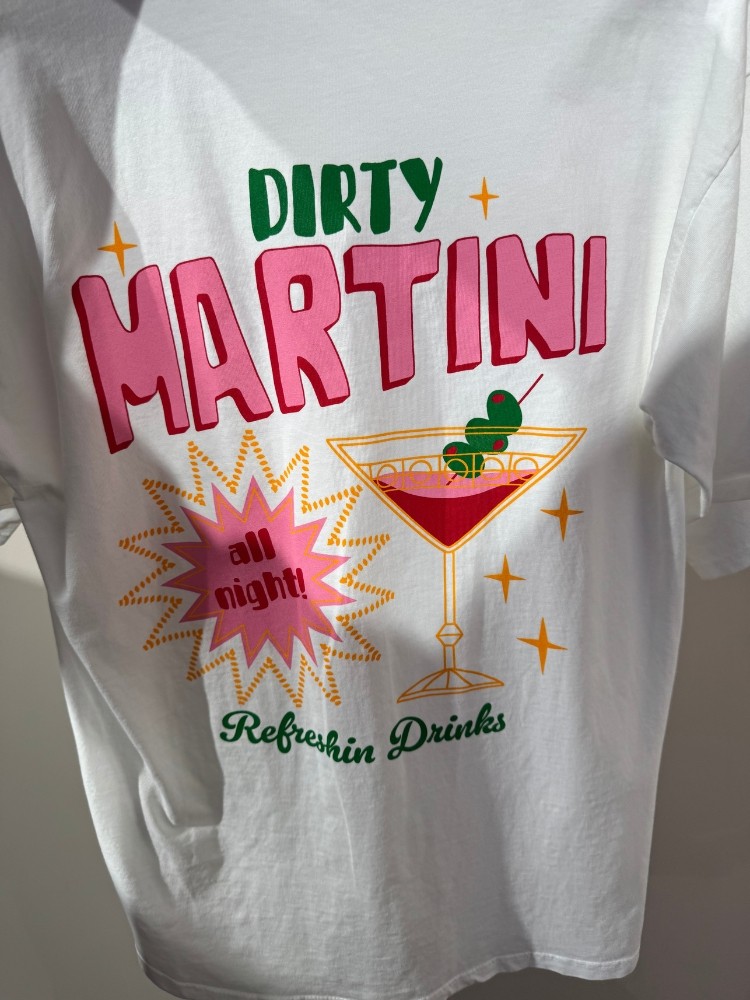 DIRTY
MARTINI
all
night!
Refreshin Drinks